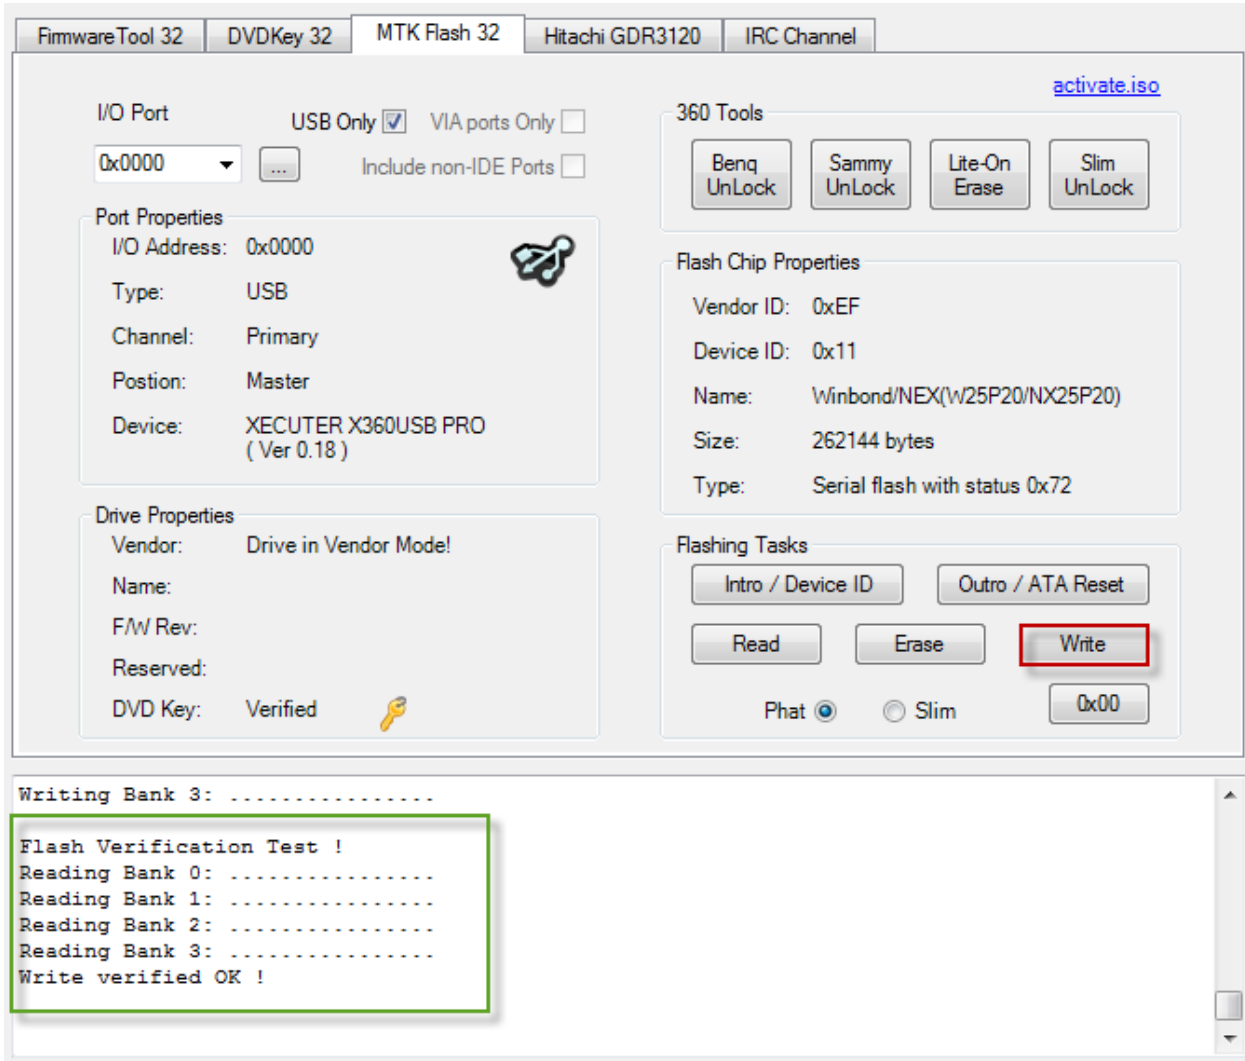 FirmwareTool 32 DVDKey 32 MTK Flash 32 Hitachi GDR3120 IRC Channel
activate.iso
I/O Port
USB Only VIA ports Only
0x0000 ...
Include non-IDE Ports
Port Properties
I/O Address: 0x0000
Type: USB
Channel: Primary
Postion: Master
Device: XECUTER X360USB PRO
( Ver 0.18 )
Drive Properties
Vendor: Drive in Vendor Mode!
Name:
F/W Rev:
Reserved:
DVD Key: Verified
360 Tools
Benq UnLock
Sammy UnLock
Lite-On Erase
Slim UnLock
Flash Chip Properties
Vendor ID: 0xEF
Device ID: 0x11
Name: Winbond/NEX(W25P20/NX25P20)
Size: 262144 bytes
Type: Serial flash with status 0x72
Flashing Tasks
Intro / Device ID Outro / ATA Reset
Read Erase Write
Phat Slim 0x00
Writing Bank 3: ................
Flash Verification Test !
Reading Bank 0: ................
Reading Bank 1: ................
Reading Bank 2: ................
Reading Bank 3: ................
Write verified OK !